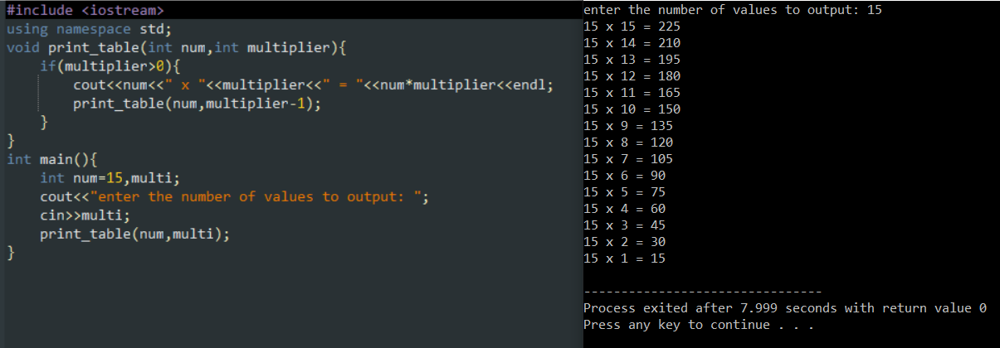 #include <iostream>
using namespace std;
void print_table(int num,int multiplier){
    if(multiplier>0){
        cout<<num<<" x "<<multiplier<<" = "<<num*multiplier<<endl;
        print_table(num,multiplier-1);
    }
}
int main(){
    int num=15,multi;
    cout<<"enter the number of values to output: ";
    cin>>multi;
    print_table(num,multi);
}
enter the number of values to output: 15
15 x 15 = 225
15 x 14 = 210
15 x 13 = 195
15 x 12 = 180
15 x 11 = 165
15 x 10 = 150
15 x 9 = 135
15 x 8 = 120
15 x 7 = 105
15 x 6 = 90
15 x 5 = 75
15 x 4 = 60
15 x 3 = 45
15 x 2 = 30
15 x 1 = 15
--------------------------------
Process exited after 7.999 seconds with return value 0
Press any key to continue . . .